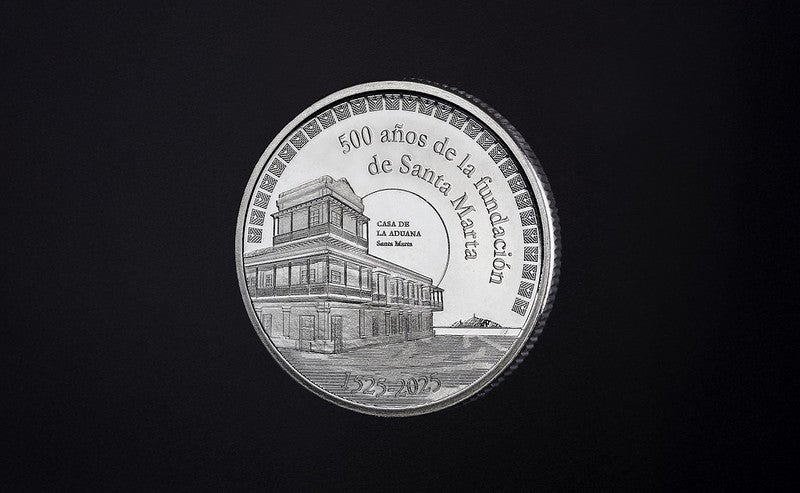 500 años de la fundación
de Santa Marta
CASA DE
LA ADUANA
Santa Marta
1525-2025